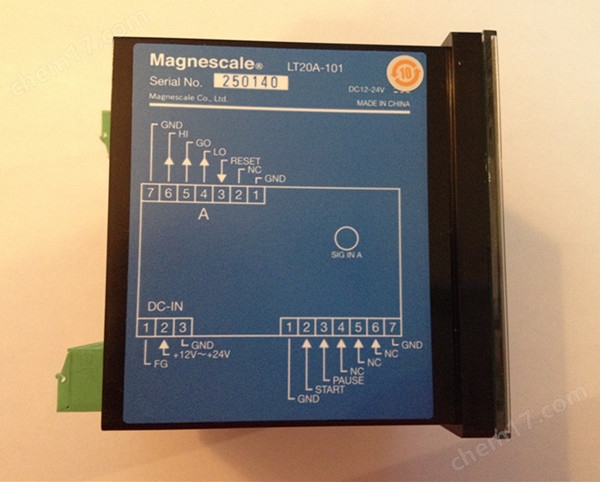 Magnescale® LT20A-101
Serial No. 250140
Magnescale Co., Ltd.
10
DC12-24V
MADE IN CHINA
GND
HI
GO
LO
RESET
NC
GND
7 6 5 4 3 2 1
A
SIG IN A
DC-IN
1 2 3
GND
+12V～+24V
FG
1 2 3 4 5 6 7
GND
NC
NC
NC
PAUSE
START
GND
chem17.com